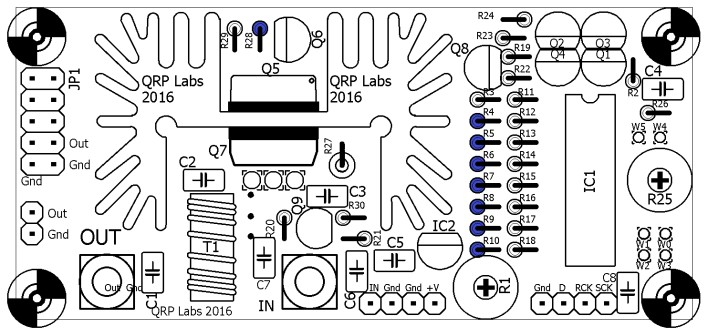 R24
R23
R29
R28
Q6
Q8
R19
R22
Q2
Q3
Q4
Q1
JP1
QRP Labs
2016
Q5
QRP Labs
2016
R2
C4
R3
R11
R26
R4
R12
W5
W4
Out
R5
R13
Q7
R27
R6
R14
Gnd
Gnd
C2
R7
R15
IC1
R25
C3
R8
R16
Out
Q9
R20
R30
R9
R17
IC2
Gnd
OUT
T1
R21
R10
R18
W1
W0
W2
W3
C7
C5
C8
Out
Gnd
C1
QRP Labs 2016
IN
C6
IN
Gnd
Gnd
+V
R1
Gnd
D
RCK
SCK